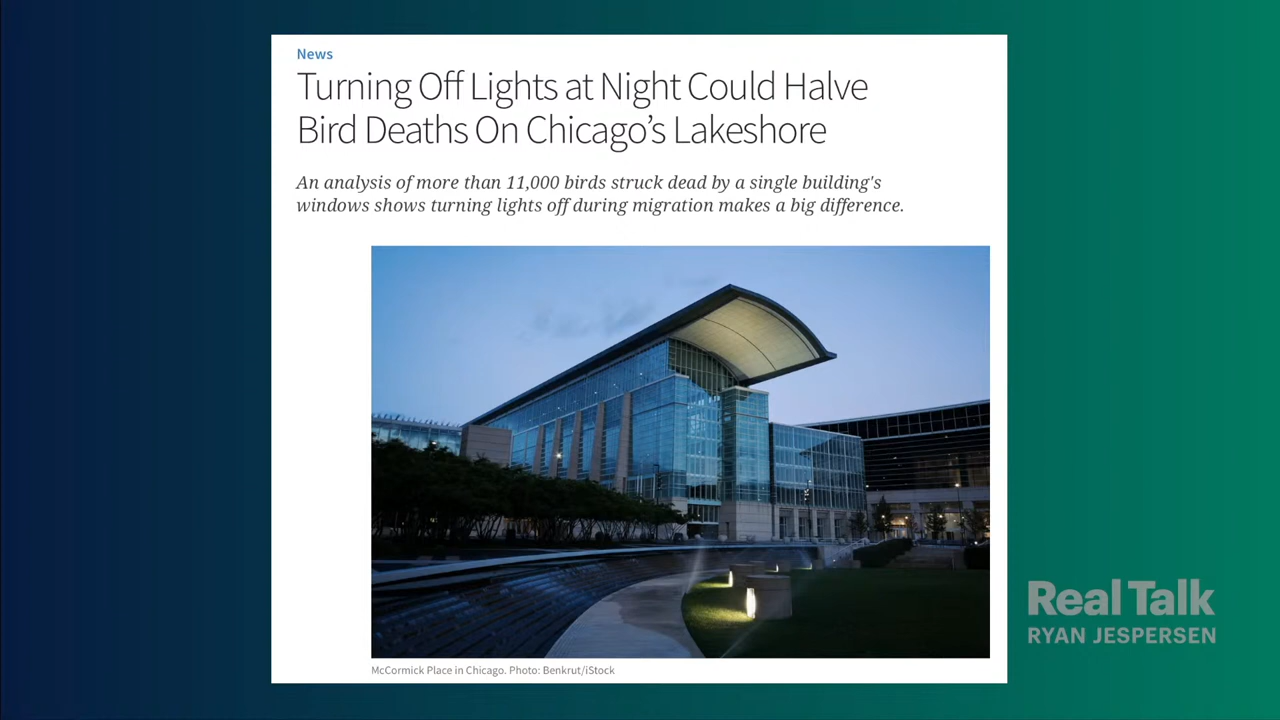 News
Turning Off Lights at Night Could Halve
Bird Deaths On Chicago's Lakeshore
An analysis of more than 11,000 birds struck dead by a single building's
windows shows turning lights off during migration makes a big difference.
McCormick Place in Chicago. Photo: Benkrut/iStock
Real Talk
RYAN JESPERSEN